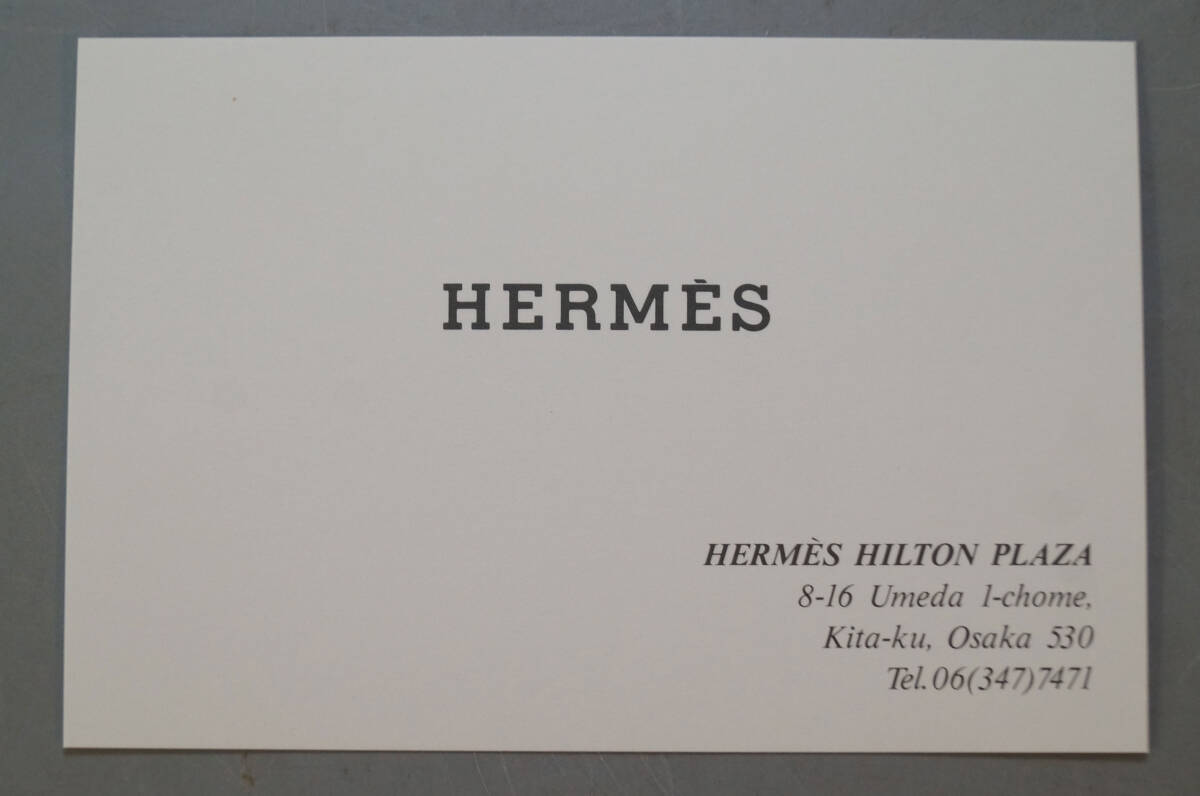 HERMÈS
HERMÈS HILTON PLAZA
8-16 Umeda 1-chome,
Kita-ku, Osaka 530
Tel.06(347)7471